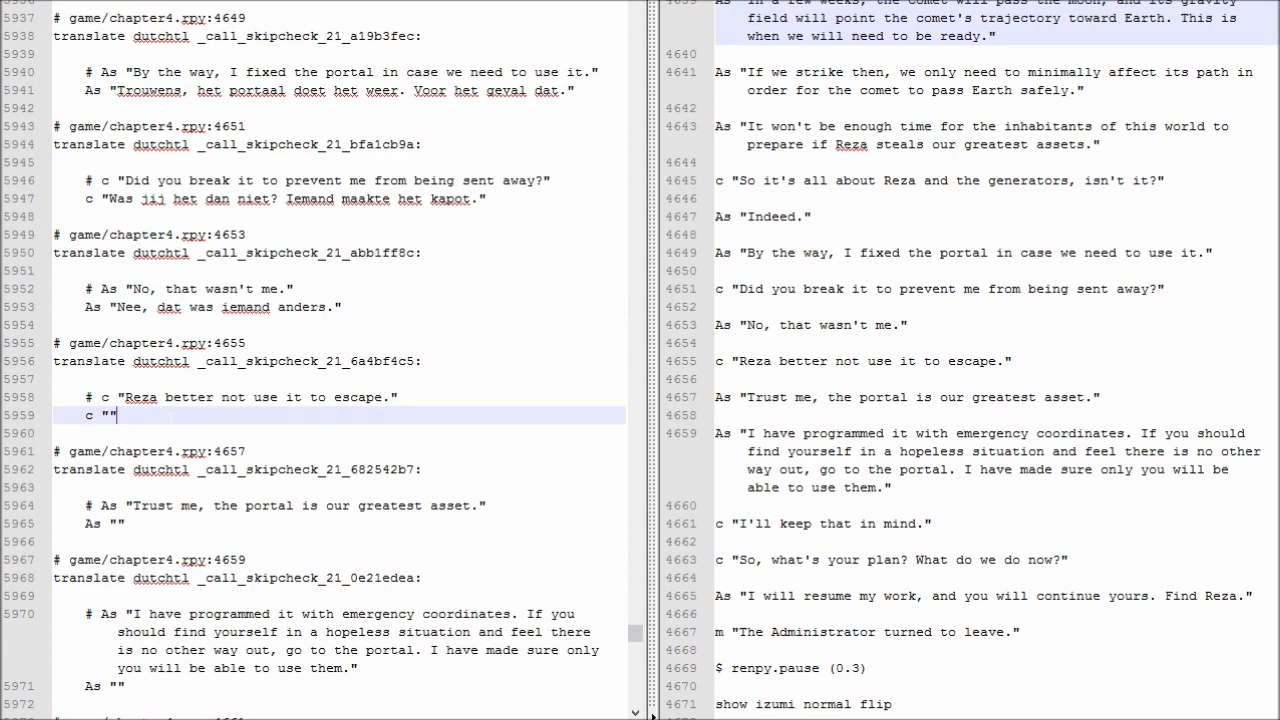 5936
5937 # game/chapter4.rpy:4649
5938 translate dutchtl _call_skipcheck_21_a19b3fec:
5939
5940 # As "By the way, I fixed the portal in case we need to use it."
5941 As "Trouwens, het portaal doet het weer. Voor het geval dat."
5942
5943 # game/chapter4.rpy:4651
5944 translate dutchtl _call_skipcheck_21_bfa1cb9a:
5945
5946 # c "Did you break it to prevent me from being sent away?"
5947 c "Was jij het dan niet? Iemand maakte het kapot."
5948
5949 # game/chapter4.rpy:4653
5950 translate dutchtl _call_skipcheck_21_abb1ff8c:
5951
5952 # As "No, that wasn't me."
5953 As "Nee, dat was iemand anders."
5954
5955 # game/chapter4.rpy:4655
5956 translate dutchtl _call_skipcheck_21_6a4bf4c5:
5957
5958 # c "Reza better not use it to escape."
5959 c ""
5960
5961 # game/chapter4.rpy:4657
5962 translate dutchtl _call_skipcheck_21_682542b7:
5963
5964 # As "Trust me, the portal is our greatest asset."
5965 As ""
5966
5967 # game/chapter4.rpy:4659
5968 translate dutchtl _call_skipcheck_21_0e21edea:
5969
5970 # As "I have programmed it with emergency coordinates. If you
should find yourself in a hopeless situation and feel there
is no other way out, go to the portal. I have made sure only
you will be able to use them."
5971 As ""
5972
4639 As "In a few weeks, the comet will pass the moon, and its gravity
field will point the comet's trajectory toward Earth. This is
when we will need to be ready."
4640
4641 As "If we strike then, we only need to minimally affect its path in
order for the comet to pass Earth safely."
4642
4643 As "It won't be enough time for the inhabitants of this world to
prepare if Reza steals our greatest assets."
4644
4645 c "So it's all about Reza and the generators, isn't it?"
4646
4647 As "Indeed."
4648
4649 As "By the way, I fixed the portal in case we need to use it."
4650
4651 c "Did you break it to prevent me from being sent away?"
4652
4653 As "No, that wasn't me."
4654
4655 c "Reza better not use it to escape."
4656
4657 As "Trust me, the portal is our greatest asset."
4658
4659 As "I have programmed it with emergency coordinates. If you should
find yourself in a hopeless situation and feel there is no other
way out, go to the portal. I have made sure only you will be
able to use them."
4660
4661 c "I'll keep that in mind."
4662
4663 c "So, what's your plan? What do we do now?"
4664
4665 As "I will resume my work, and you will continue yours. Find Reza."
4666
4667 m "The Administrator turned to leave."
4668
4669 $ renpy.pause (0.3)
4670
4671 show izumi normal flip